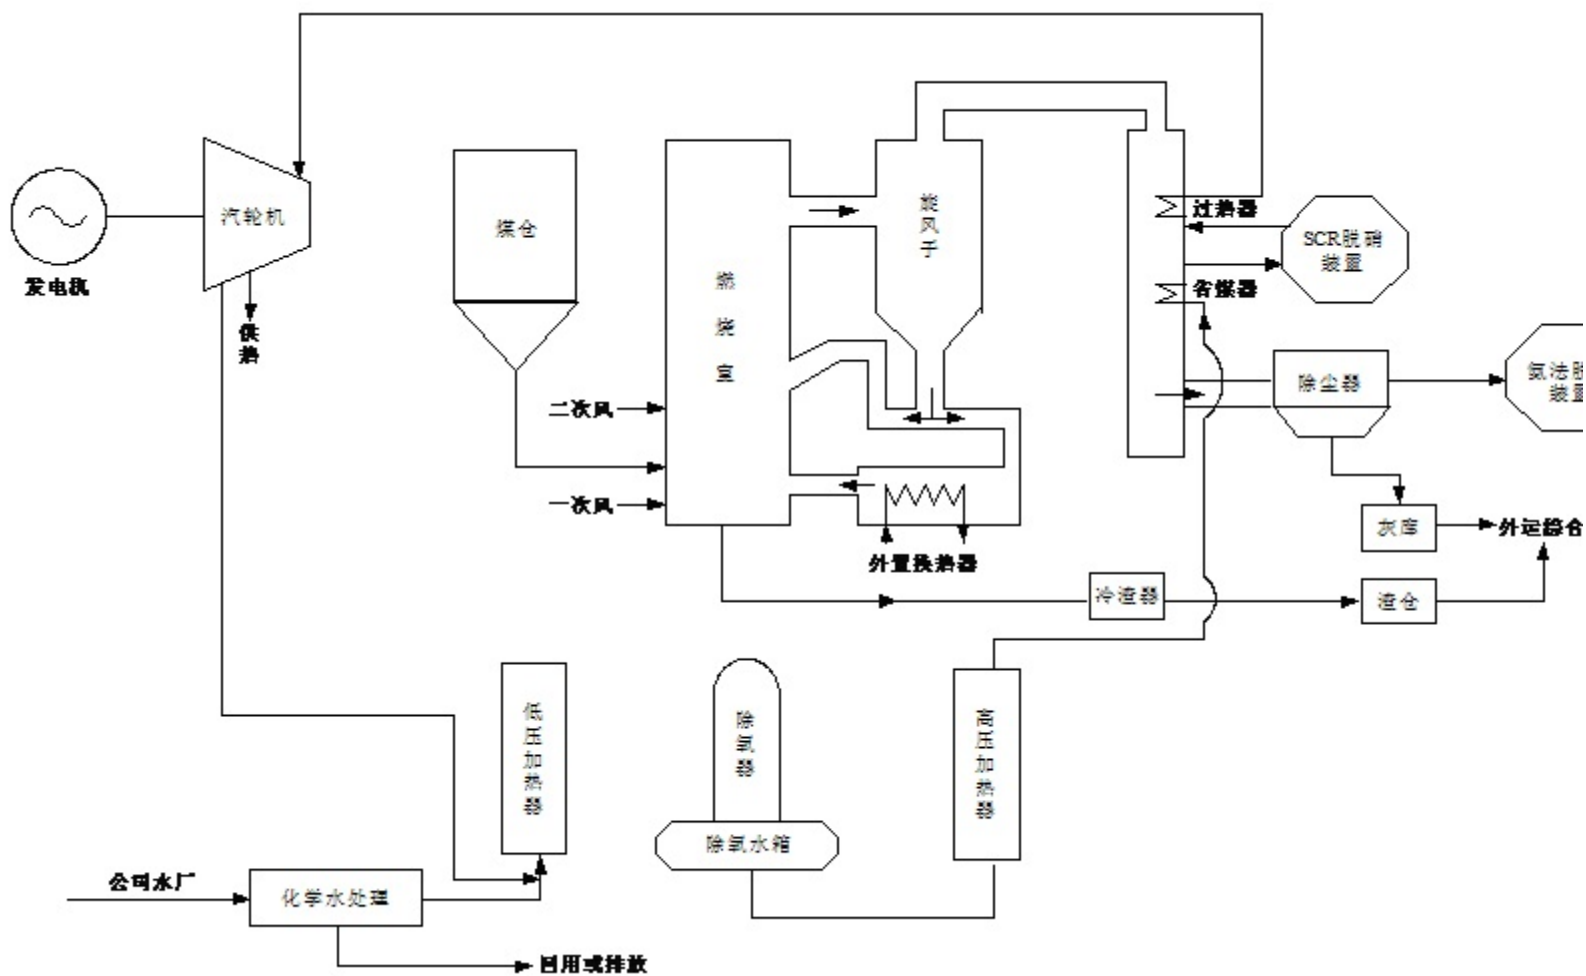 汽轮机
发电机
供热
煤仓
燃烧室
旋风子
过热器
SCR脱硝
装置
省煤器
二次风
一次风
除尘器
氨法脱
装置
灰库
外运综合
外置换热器
冷渣器
渣仓
低压加热器
除氧器
除氧水箱
高压加热器
公司水厂
化学水处理
回用或排放